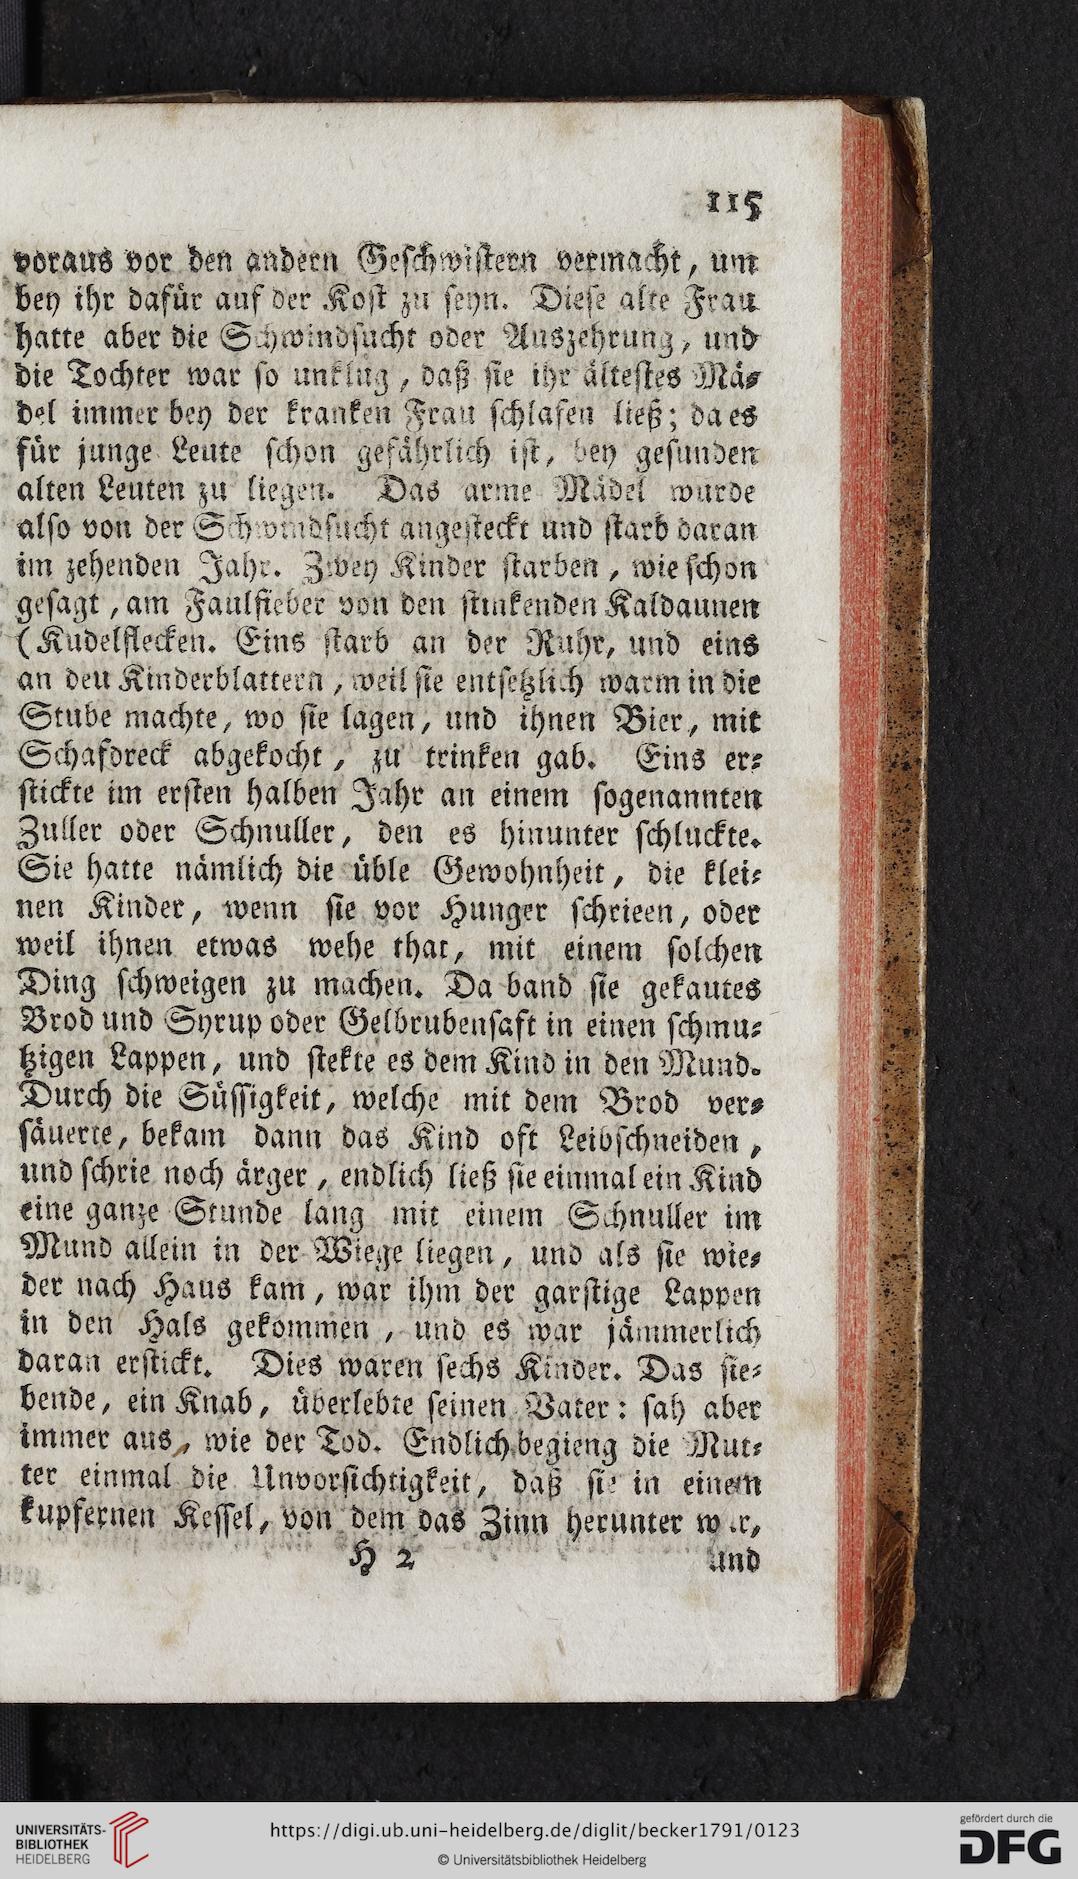 115
voraus vor den andern Geschwistern vermacht, um
bey ihr dafür auf der Kost zu seyn. Diese alte Frau
hatte aber die Schwindsucht oder Auszehrung, und
die Tochter war so unklug, daß sie ihr ältestes Mä-
del immer bey der kranken Frau schlafen ließ; da es
für junge Leute schon gefährlich ist, bey gesunden
alten Leuten zu liegen. Das arme Mädel wurde
also von der Schwindsucht angesteckt und starb daran
im zehenden Jahr. Zwey Kinder starben, wie schon
gesagt, am Faulfieber von den stinkenden Kaldaunen
(Kudelflecken. Eins starb an der Ruhr, und eins
an den Kinderblattern, weil sie entsetzlich warm in die
Stube machte, wo sie lagen, und ihnen Bier, mit
Schafdreck abgekocht, zu trinken gab. Eins er-
stickte im ersten halben Jahr an einem sogenannten
Zuller oder Schnuller, den es hinunter schluckte.
Sie hatte nämlich die üble Gewohnheit, die klei-
nen Kinder, wenn sie vor Hunger schrieen, oder
weil ihnen etwas wehe that, mit einem solchen
Ding schweigen zu machen. Da band sie gekautes
Brod und Syrup oder Gelbrubensaft in einen schmu-
tzigen Lappen, und stekte es dem Kind in den Mund.
Durch die Süssigkeit, welche mit dem Brod ver-
säuerte, bekam dann das Kind oft Leibschneiden,
und schrie noch ärger, endlich ließ sie einmal ein Kind
eine ganze Stunde lang mit einem Schnuller im
Mund allein in der Wiege liegen, und als sie wie-
der nach Haus kam, war ihm der garstige Lappen
in den Hals gekommen, und es war jämmerlich
daran erstickt. Dies waren sechs Kinder. Das sie-
bende, ein Knab, überlebte seinen Vater: sah aber
immer aus, wie der Tod. Endlich begieng die Mut-
ter einmal die Unvorsichtigkeit, daß sie in einem
kupfernen Kessel, von dem das Zinn herunter war,
H 2 und
UNIVERSITÄTS-
BIBLIOTHEK
HEIDELBERG
https://digi.ub.uni-heidelberg.de/diglit/becker1791/0123
© Universitätsbibliothek Heidelberg
gefördert durch die
DFG